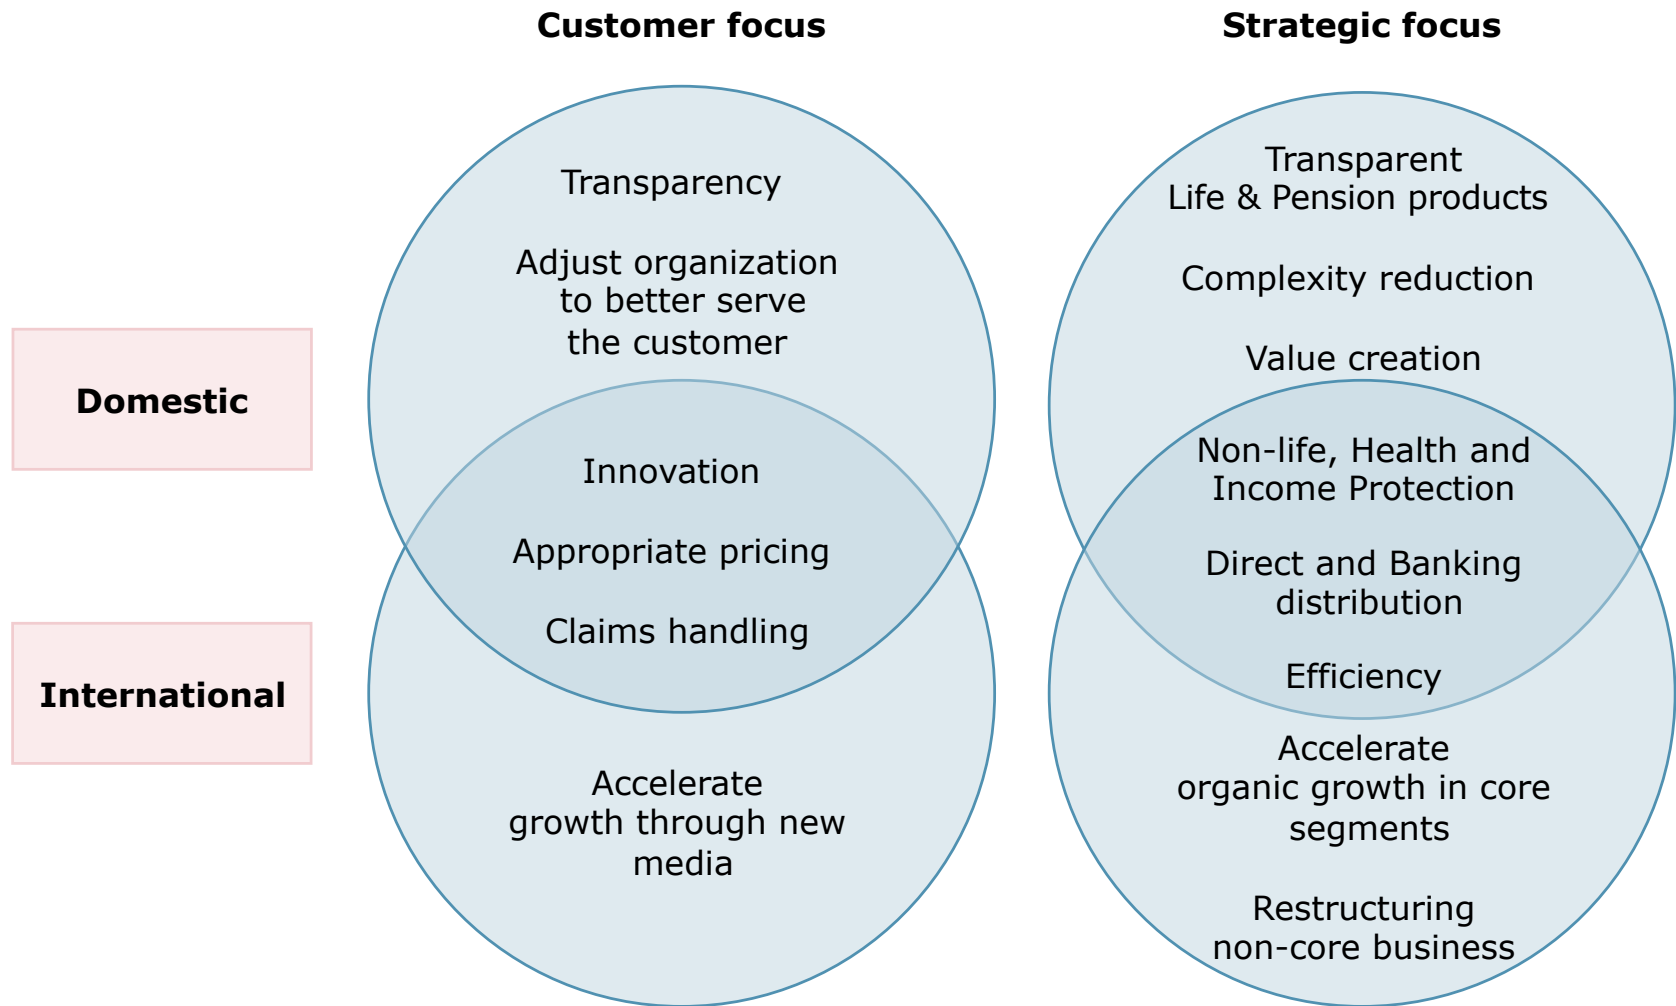 Customer focus
Strategic focus
Domestic
International
Transparency
Adjust organization
to better serve
the customer
Innovation
Appropriate pricing
Claims handling
Accelerate
growth through new
media
Transparent
Life & Pension products
Complexity reduction
Value creation
Non-life, Health and
Income Protection
Direct and Banking
distribution
Efficiency
Accelerate
organic growth in core
segments
Restructuring
non-core business